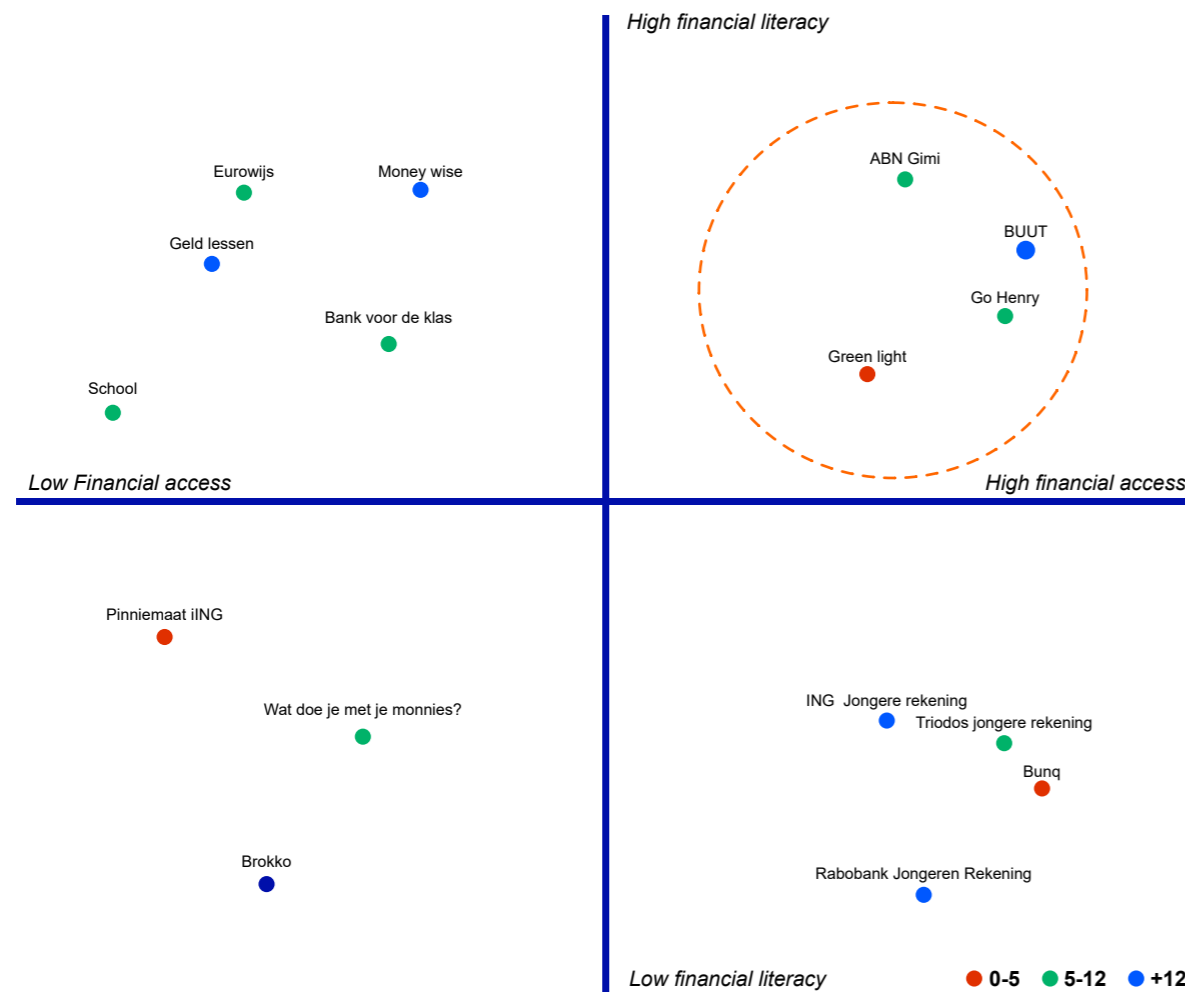 High financial literacy
ABN Gimi
Eurowijs
Money wise
BUUT
Geld lessen
Go Henry
Bank voor de klas
Green light
School
Low Financial access
High financial access
Pinniemaat iING
ING  Jongere rekening
Wat doe je met je monnies?
Triodos jongere rekening
Bunq
Brokko
Rabobank Jongeren Rekening
Low financial literacy
0-5
5-12
+12